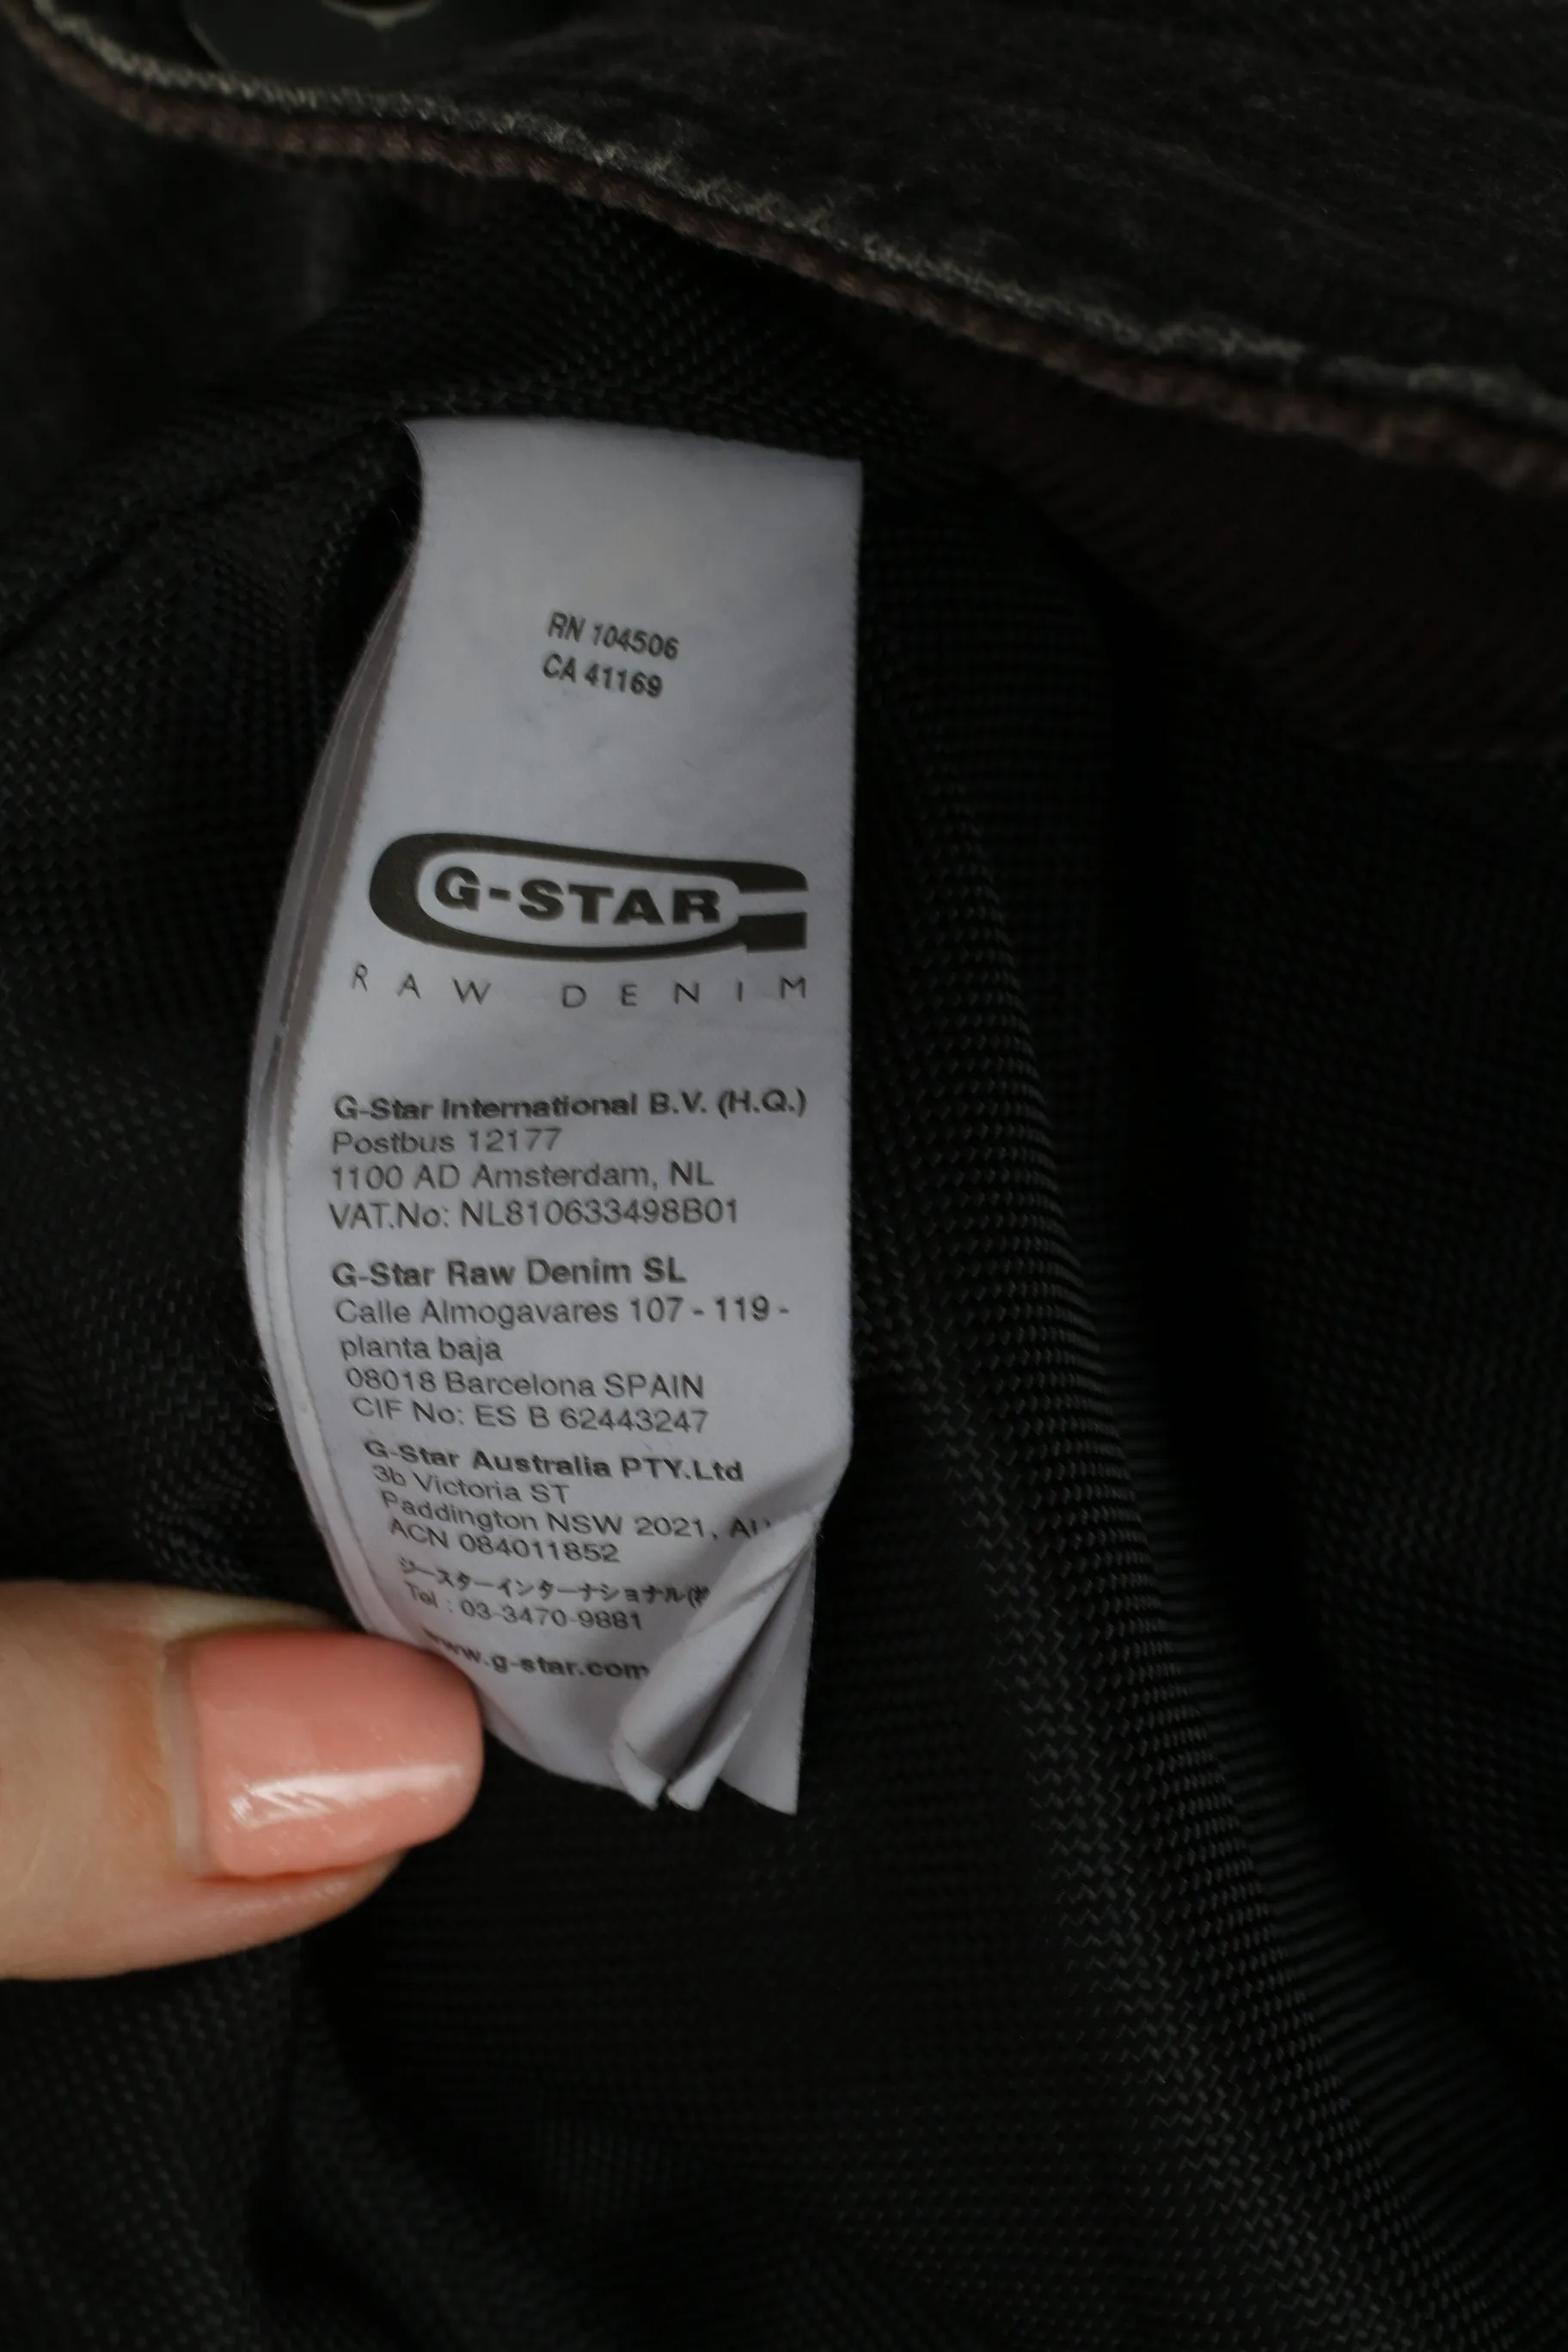 RN 104506
CA 41169
G-STAR
RAW DENIM
G-Star International B.V. (H.Q.)
Postbus 12177
1100 AD Amsterdam, NL
VAT.No: NL810633498B01
G-Star Raw Denim SL
Calle Almogavares 107 - 119 -
planta baja
08018 Barcelona SPAIN
CIF No: ES B 62443247
G-Star Australia PTY.Ltd
3b Victoria ST
Paddington NSW 2021,
ACN 084011852
ジースターインターナショナル
Tel : 03-3470-9881
www.g-star.com